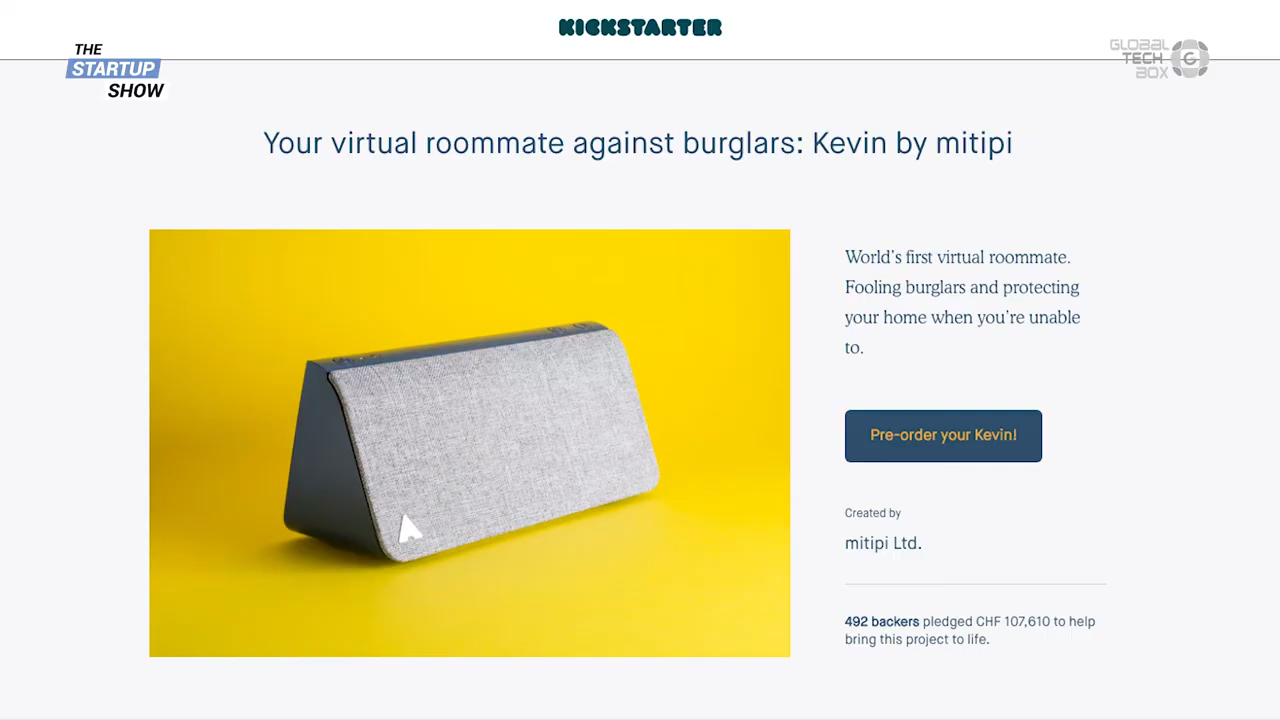 KICKSTARTER
THE
STARTUP
SHOW
GLOBAL
TECH
BOX
G
Your virtual roommate against burglars: Kevin by mitipi
World's first virtual roommate.
Fooling burglars and protecting
your home when you're unable
to.
Pre-order your Kevin!
Created by
mitipi Ltd.
492 backers pledged CHF 107,610 to help
bring this project to life.